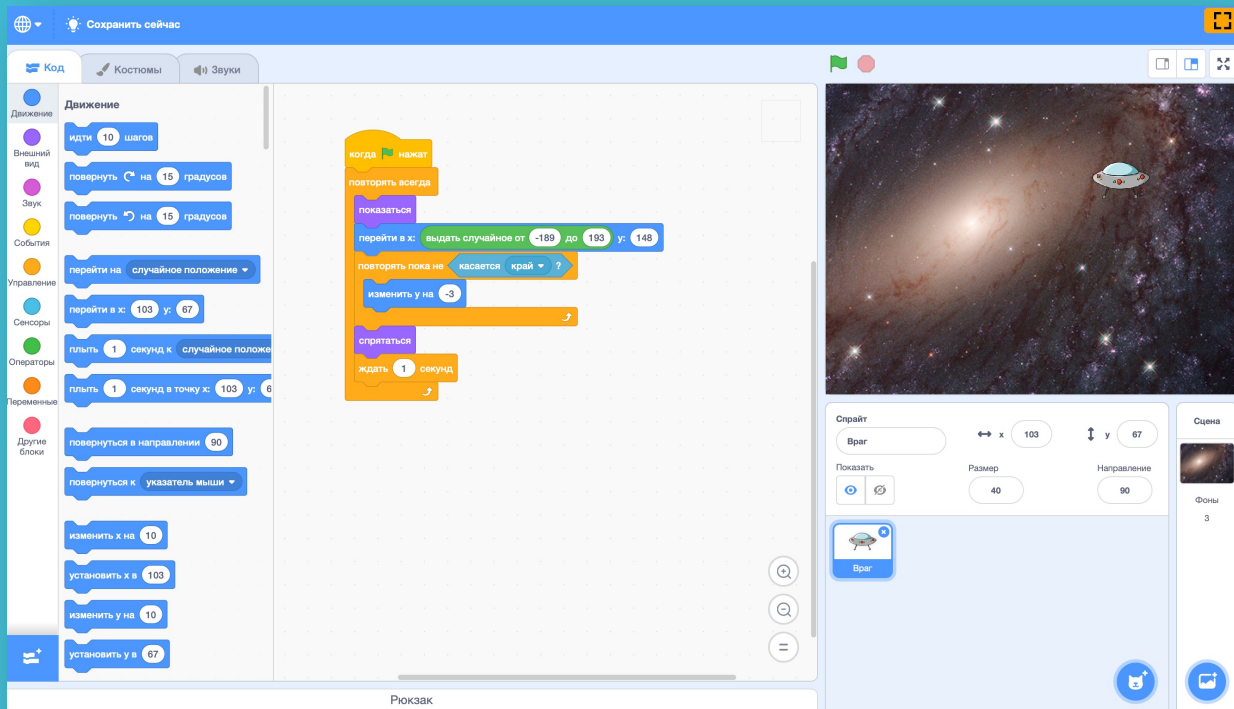 Сохранить сейчас
Код
Костюмы
Звуки
Движение
Внешний
вид
Звук
События
Управление
Сенсоры
Операторы
Переменные
Другие
блоки
Движение
идти 10 шагов
повернуть на 15 градусов
повернуть на 15 градусов
перейти на случайное положение
перейти в x: 103 y: 67
плыть 1 секунд к случайное положе
плыть 1 секунд в точку x: 103 y: 6
повернуться в направлении 90
повернуться к указатель мыши
изменить x на 10
установить x в 103
изменить y на 10
установить y в 67
когда нажат
повторять всегда
показаться
перейти в x: выдать случайное от -189 до 193 y: 148
повторять пока не касается край ?
изменить y на -3
спрятаться
ждать 1 секунд
Рюкзак
Спрайт
Враг
x 103
y 67
Показать
Размер
40
Направление
90
Враг
Сцена
Фоны
3